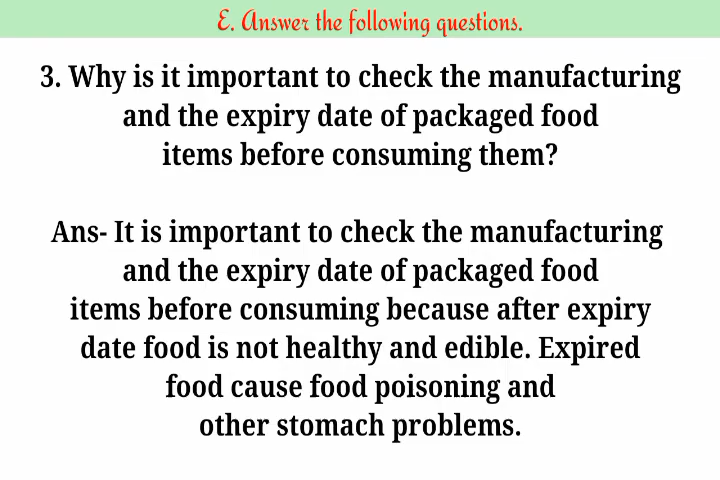 E. Answer the following questions.
3. Why is it important to check the manufacturing
and the expiry date of packaged food
items before consuming them?
Ans- It is important to check the manufacturing
and the expiry date of packaged food
items before consuming because after expiry
date food is not healthy and edible. Expired
food cause food poisoning and
other stomach problems.